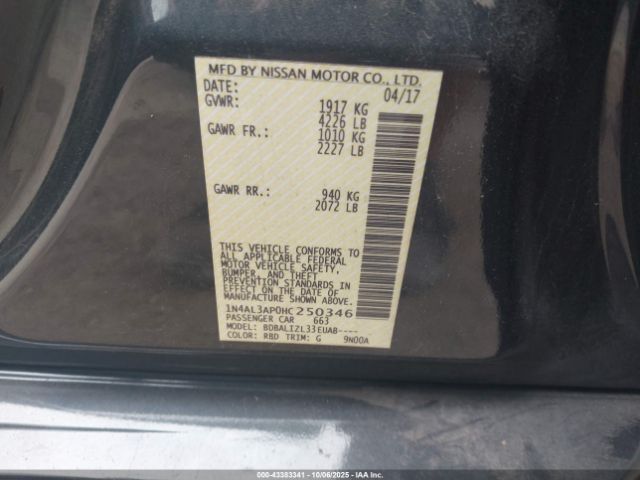 MFD BY NISSAN MOTOR CO., LTD.
DATE: 04/17
GVWR: 1917 KG
4226 LB
GAWR FR.: 1010 KG
2227 LB
GAWR RR.: 940 KG
2072 LB
THIS VEHICLE CONFORMS TO
ALL APPLICABLE FEDERAL
MOTOR VEHICLE SAFETY,
BUMPER, AND THEFT
PREVENTION STANDARDS IN
EFFECT ON THE DATE OF
MANUFACTURE SHOWN ABOVE.
1N4AL3AP0HC250346
PASSENGER CAR 663
MODEL: BDBALIZL33EUAB----
COLOR: RBD TRIM: G 9N00A
000-43383341 - 10/06/2025 - IAA Inc.